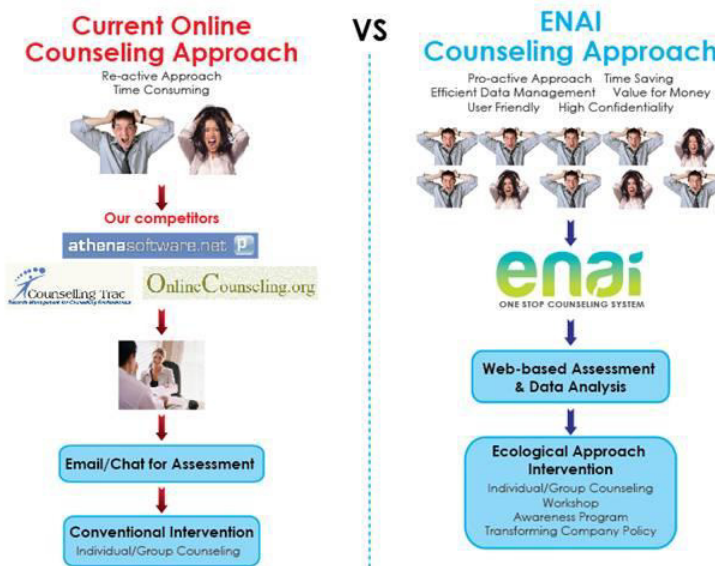 Current Online
Counseling Approach
Re-active Approach
Time Consuming
Our competitors
athenasoftware.net p
Counselling Trac
OnlineCounseling.org
Email/Chat for Assessment
Conventional Intervention
Individual/Group Counseling
VS
ENAI
Counseling Approach
Pro-active Approach Time Saving
Efficient Data Management Value for Money
User Friendly High Confidentiality
enai
ONE STOP COUNSELING SYSTEM
Web-based Assessment
& Data Analysis
Ecological Approach
Intervention
Individual/Group Counseling
Workshop
Awareness Program
Transforming Company Policy